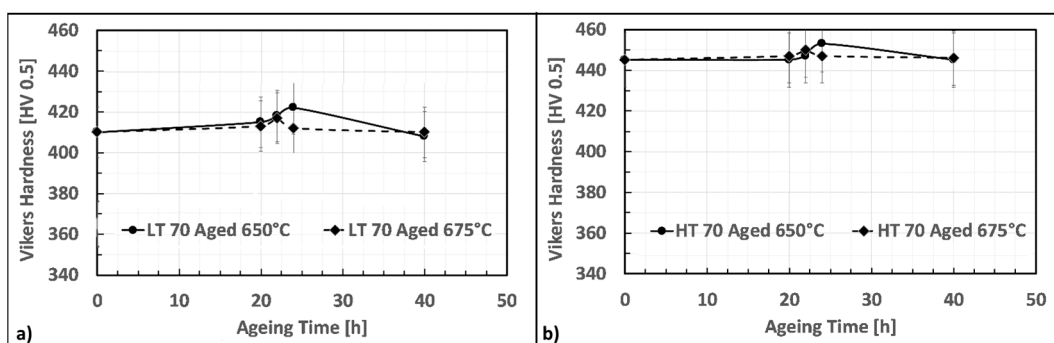 Vikers Hardness [HV 0.5]
460
440
420
400
380
360
340
LT 70 Aged 650°C
LT 70 Aged 675°C
0
10
20
30
40
50
Ageing Time [h]
a)
Vikers Hardness [HV 0.5]
460
440
420
400
380
360
340
HT 70 Aged 650°C
HT 70 Aged 675°C
0
10
20
30
40
50
Ageing Time [h]
b)